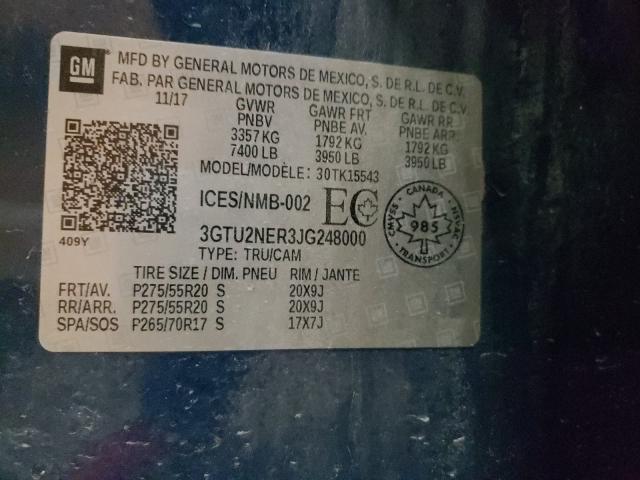 GM
MFD BY GENERAL MOTORS DE MEXICO, S. DE R.L. DE C.V.
FAB. PAR GENERAL MOTORS DE MEXICO, S. DE R.L. DE C.V.
11/17 GVWR GAWR FRT GAWR RR
PNBV PNBE AV. PNBE ARR.
3357 KG 1792 KG 1792 KG
7400 LB 3950 LB 3950 LB
MODEL/MODÈLE: 30TK15543
ICES/NMB-002 EC
CANADA
CMVSS - NSVAC
985
TRANSPORT
409Y
3GTU2NER3JG248000
TYPE: TRU/CAM
TIRE SIZE / DIM. PNEU RIM / JANTE
FRT/AV. P275/55R20 S 20X9J
RR/ARR. P275/55R20 S 20X9J
SPA/SOS P265/70R17 S 17X7J